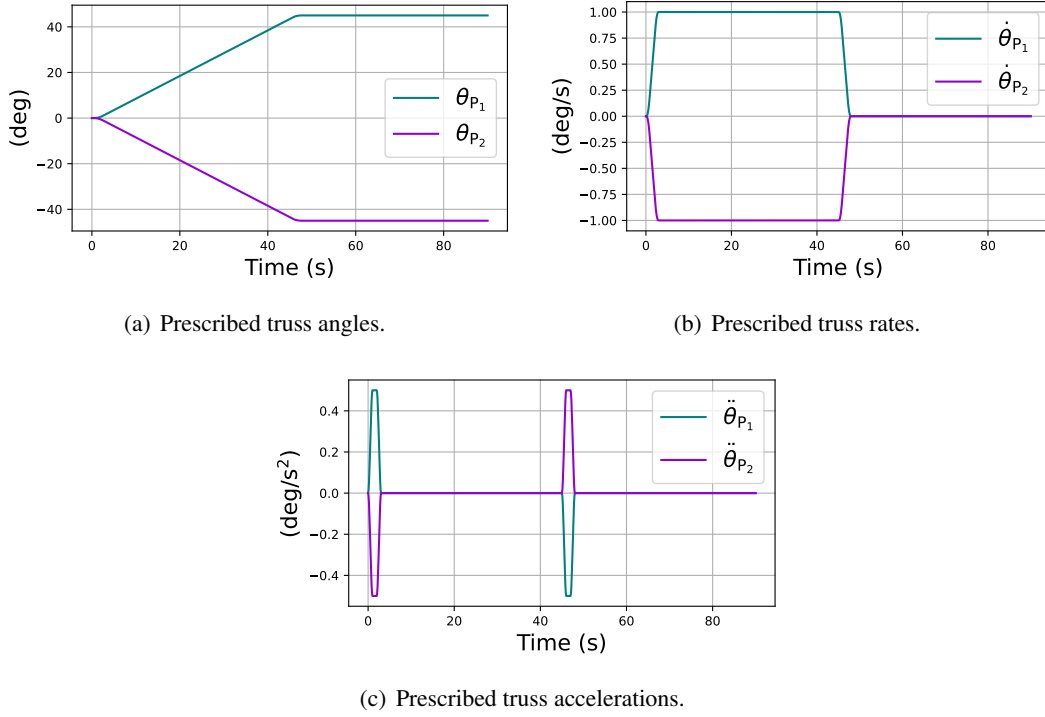 40
20
0
−20
−40
(deg)
θP1
θP2
0 20 40 60 80
Time (s)
(a) Prescribed truss angles.
1.00
0.75
0.50
0.25
0.00
−0.25
−0.50
−0.75
−1.00
(deg/s)
θ̇P1
θ̇P2
0 20 40 60 80
Time (s)
(b) Prescribed truss rates.
0.4
0.2
0.0
−0.2
−0.4
(deg/s²)
θ̈P1
θ̈P2
0 20 40 60 80
Time (s)
(c) Prescribed truss accelerations.